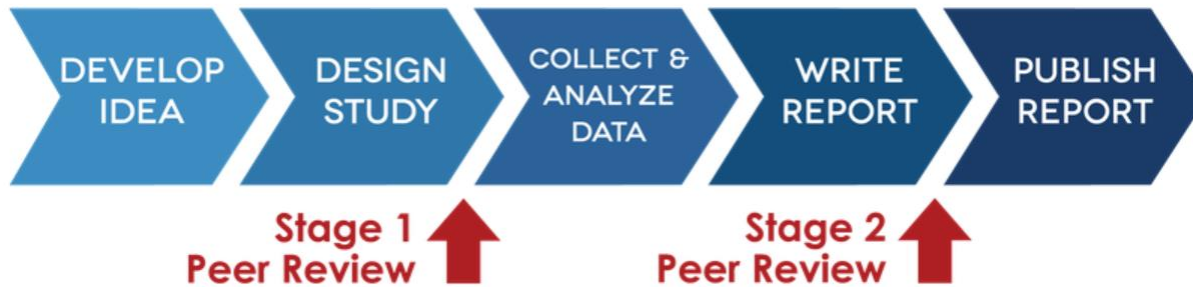 DEVELOP
IDEA
DESIGN
STUDY
COLLECT &
ANALYZE
DATA
WRITE
REPORT
PUBLISH
REPORT
Stage 1
Peer Review
Stage 2
Peer Review